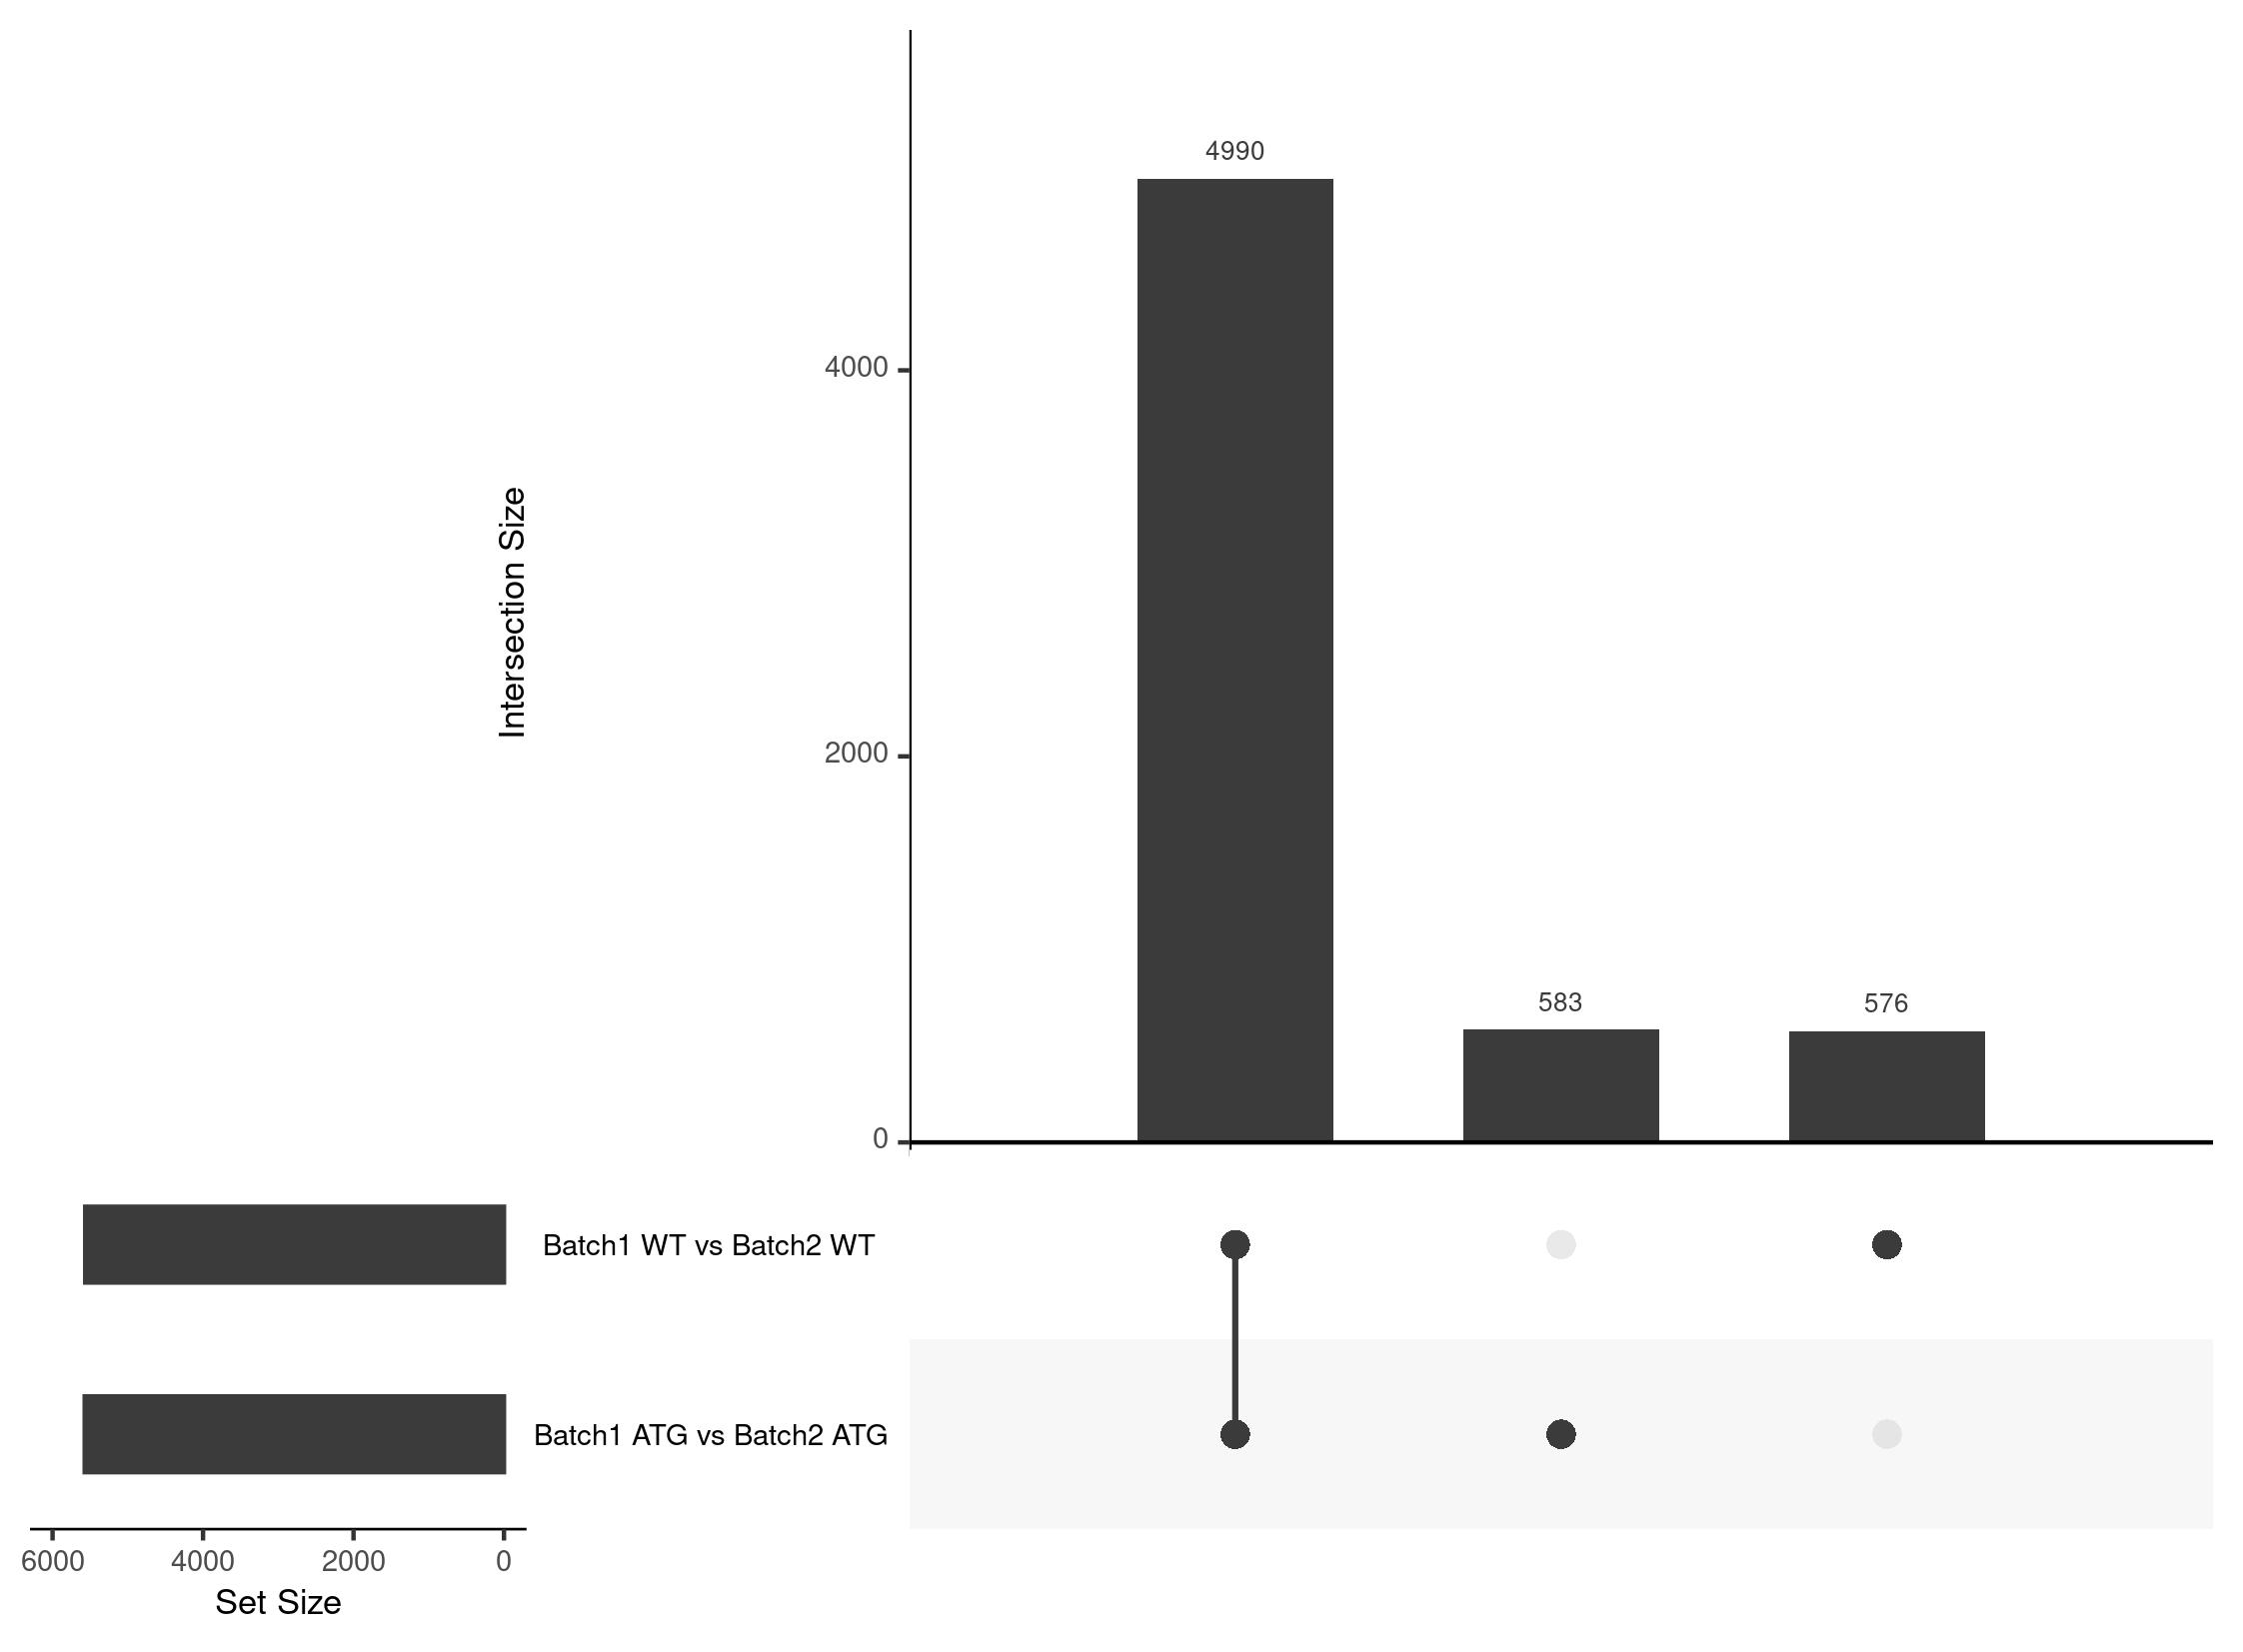 4990
4000
Intersection Size
2000
583
576
0
Batch1 WT vs Batch2 WT
Batch1 ATG vs Batch2 ATG
6000 4000 2000 0
Set Size